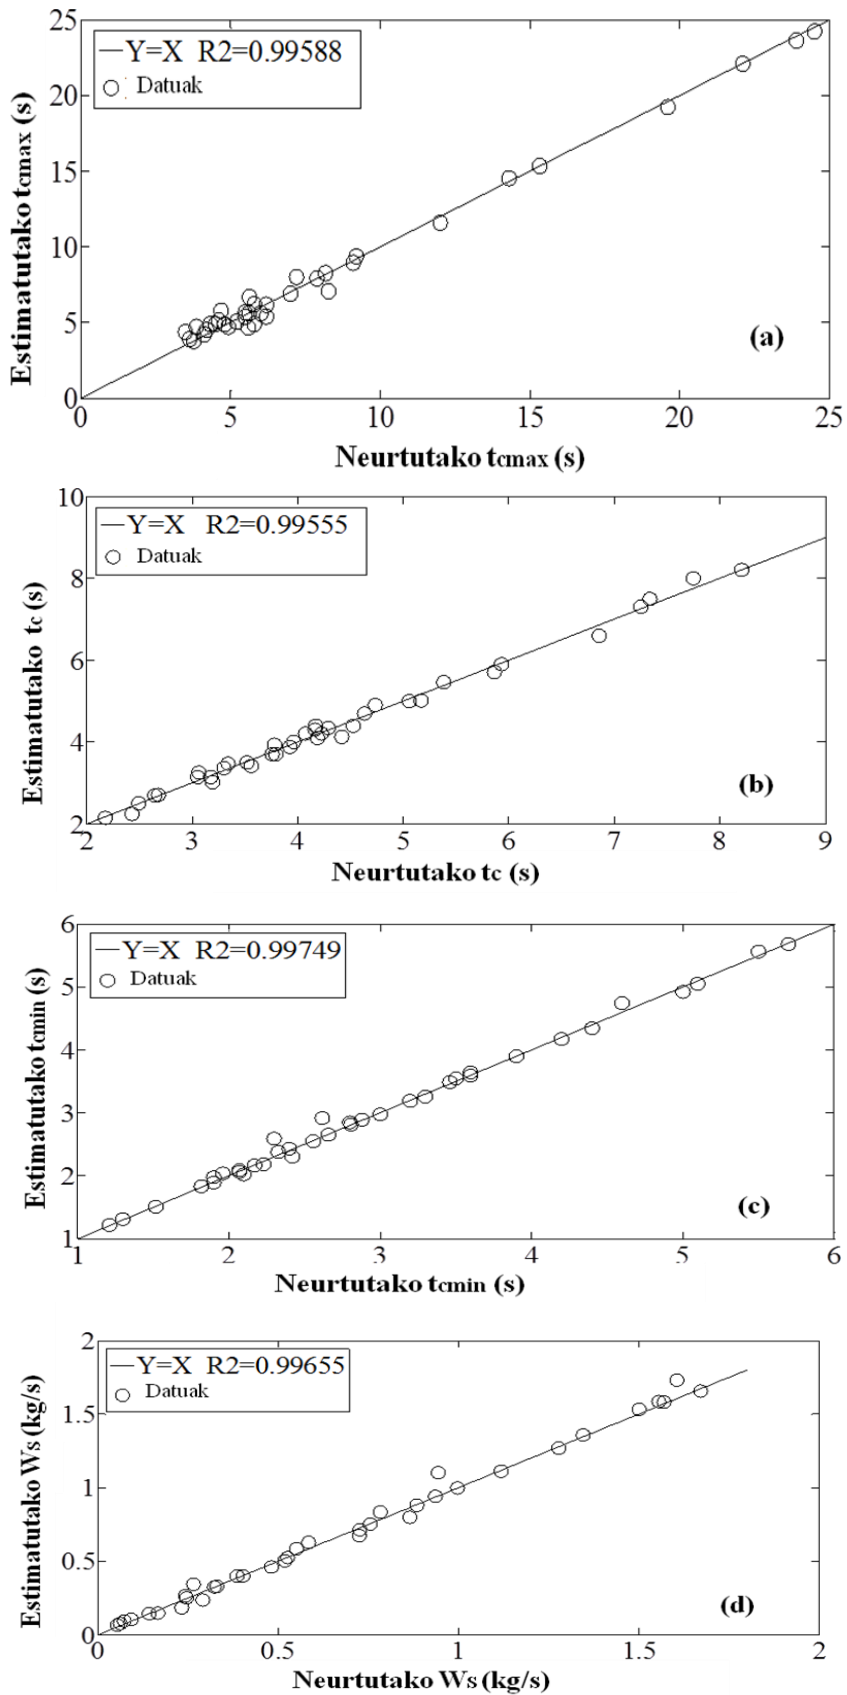 Y=X R2=0.99588
Datuak
25
20
15
10
5
0
Estimatutako tcmax (s)
(a)
0 5 10 15 20 25
Neurtutako tcmax (s)
Y=X R2=0.99555
Datuak
10
8
6
4
2
Estimatutako tc (s)
(b)
2 3 4 5 6 7 8 9
Neurtutako tc (s)
Y=X R2=0.99749
Datuak
6
5
4
3
2
1
Estimatutako tcmin (s)
(c)
1 2 3 4 5 6
Neurtutako tcmin (s)
Y=X R2=0.99655
Datuak
2
1.5
1
0.5
0
Estimatutako Ws (kg/s)
(d)
0 0.5 1 1.5 2
Neurtutako Ws (kg/s)